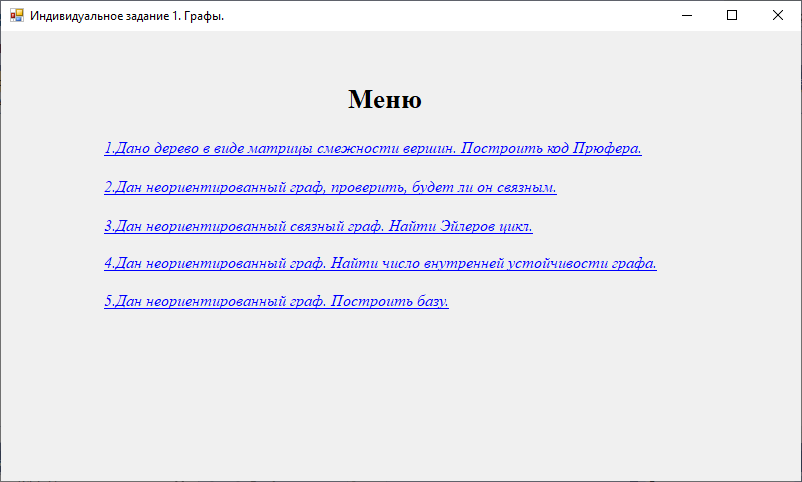 Индивидуальное задание 1. Графы.
Меню
1.Дано дерево в виде матрицы смежности вершин. Построить код Прюфера.
2.Дан неориентированный граф, проверить, будет ли он связным.
3.Дан неориентированный связный граф. Найти Эйлеров цикл.
4.Дан неориентированный граф. Найти число внутренней устойчивости графа.
5.Дан неориентированный граф. Построить базу.